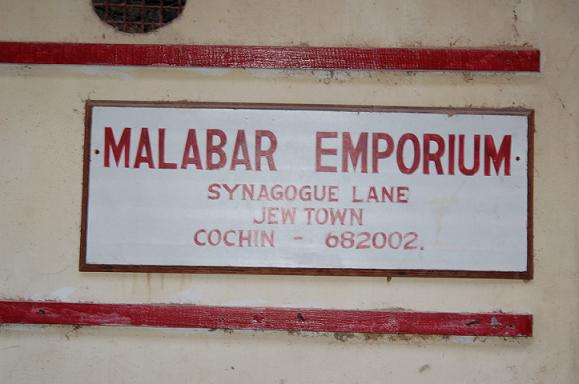 MALABAR EMPORIUM
SYNAGOGUE LANE
JEW TOWN
COCHIN - 682002.